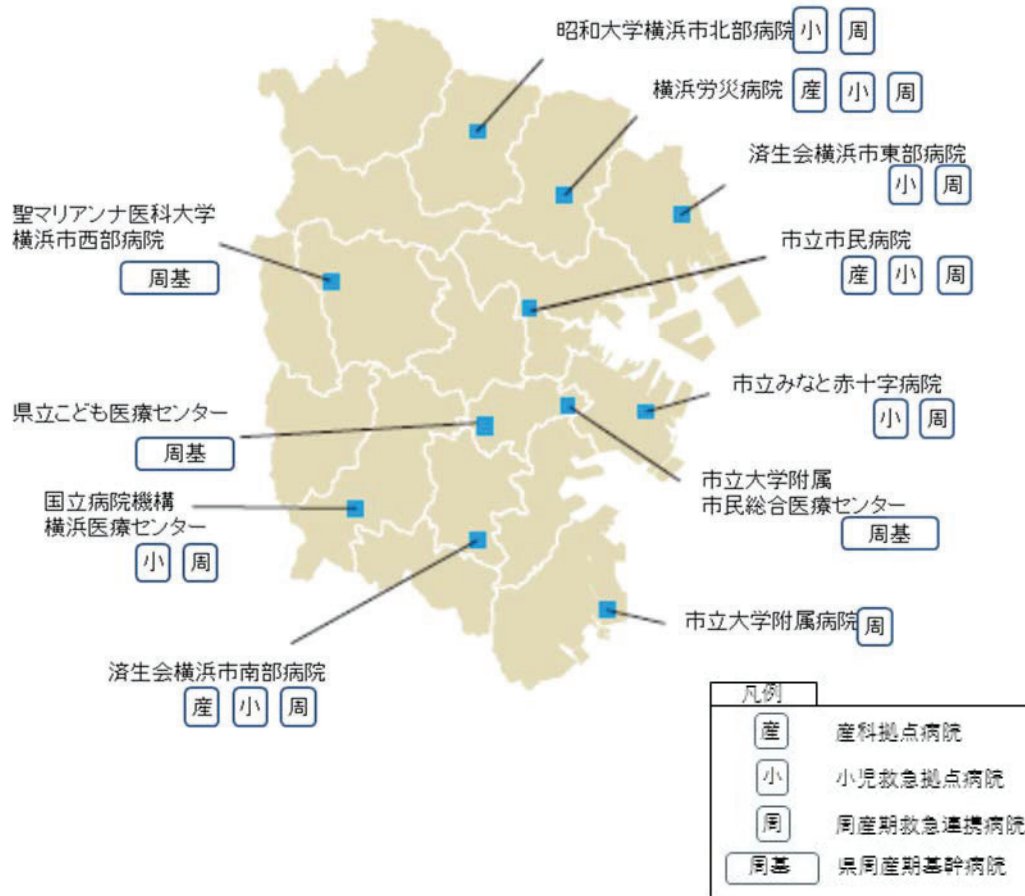 昭和大学横浜市北部病院 小 周
横浜労災病院 産 小 周
済生会横浜市東部病院
小 周
聖マリアンナ医科大学
横浜市西部病院
周基
市立市民病院
産 小 周
市立みなと赤十字病院
小 周
県立こども医療センター
周基
市立大学附属
市民総合医療センター
周基
国立病院機構
横浜医療センター
小 周
市立大学附属病院 周
済生会横浜市南部病院
産 小 周
凡例
産 産科拠点病院
小 小児救急拠点病院
周 周産期救急連携病院
周基 県周産期基幹病院